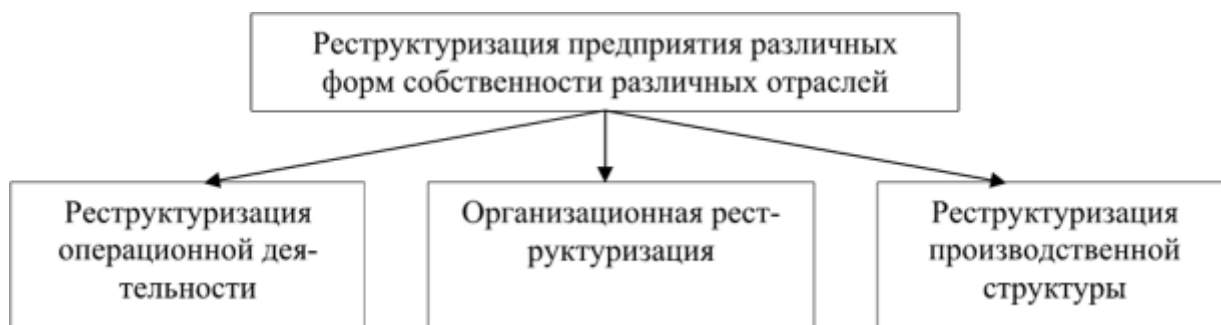 Реструктуризация предприятия различных
форм собственности различных отраслей
Реструктуризация
операционной дея-
тельности
Организационная рест-
руктуризация
Реструктуризация
производственной
структуры